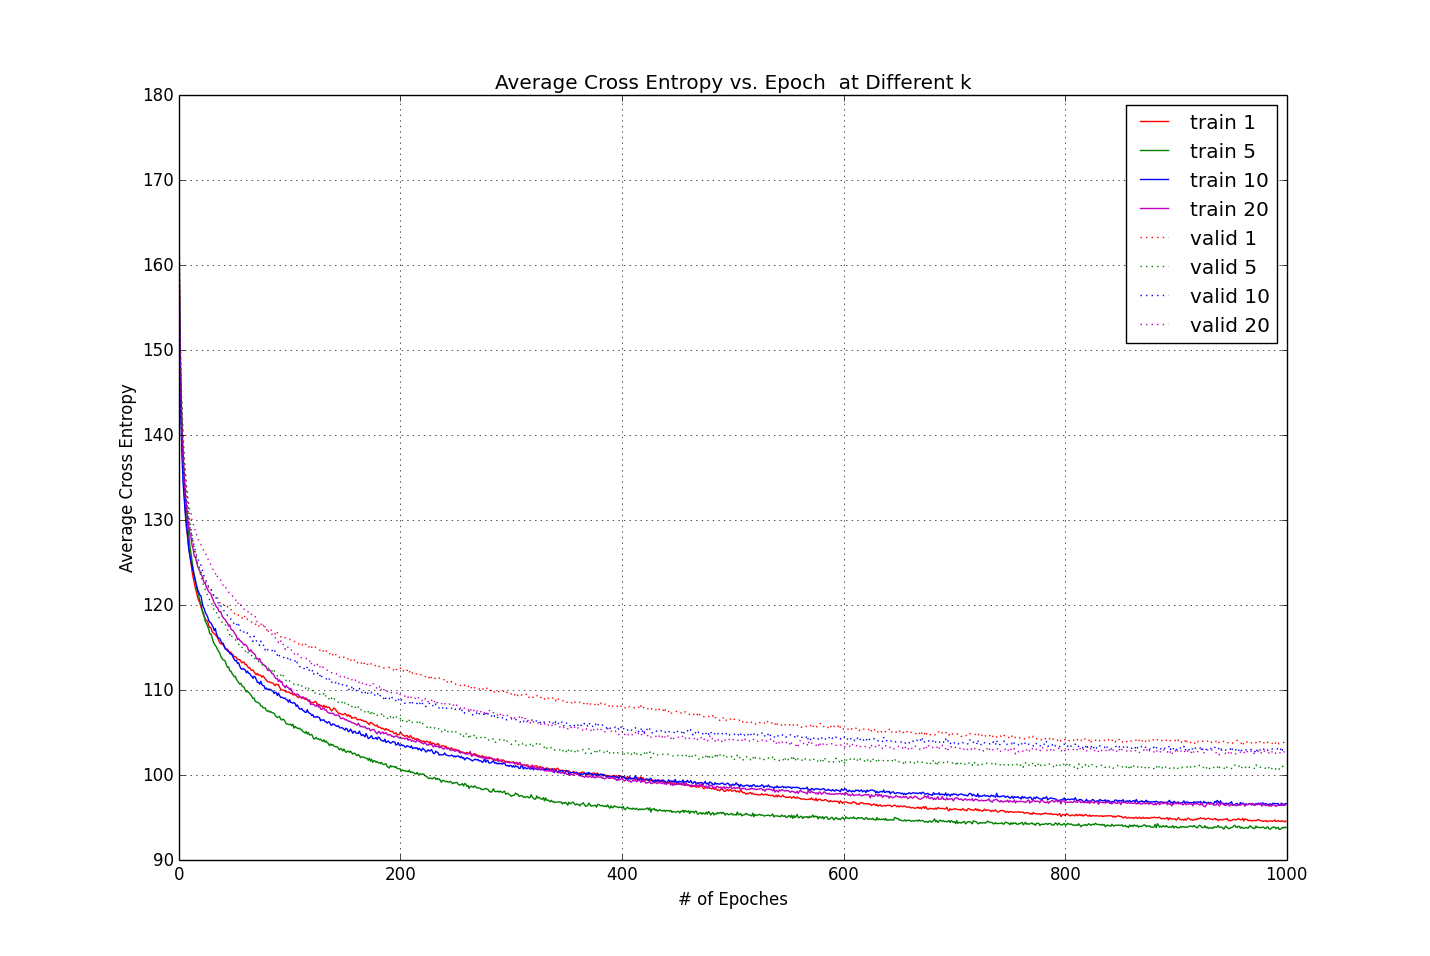 Average Cross Entropy vs. Epoch  at Different k
180
170
160
150
140
130
120
110
100
90
Average Cross Entropy
0 200 400 600 800 1000
# of Epoches
train 1
train 5
train 10
train 20
valid 1
valid 5
valid 10
valid 20